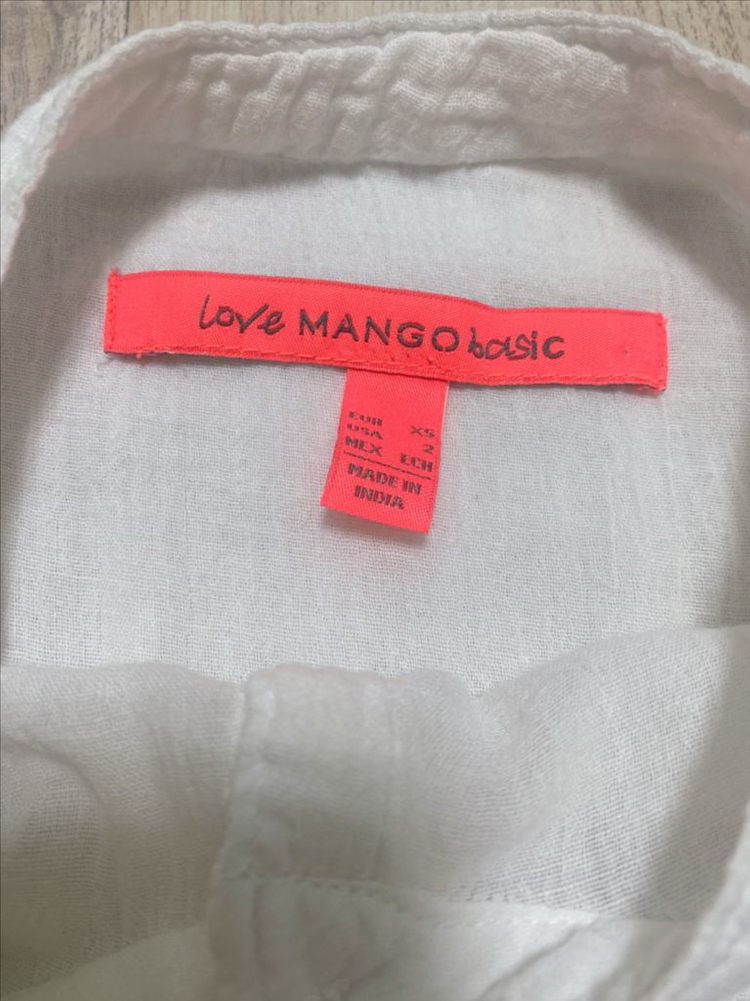 love MANGO basic
EUR XS
USA 2
MEX ECH
MADE IN
INDIA